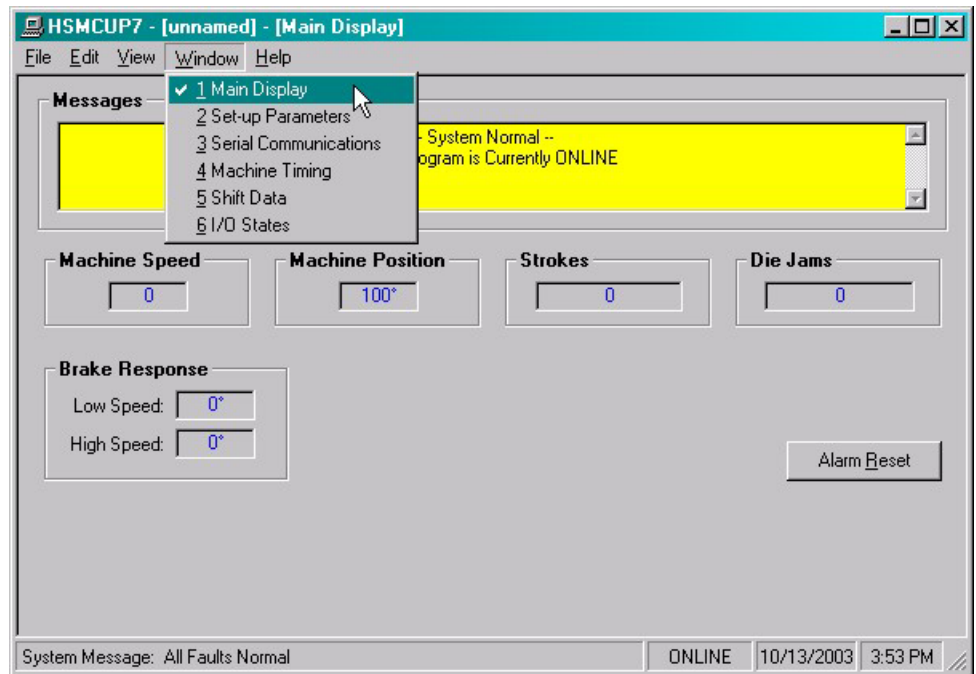 HSMCUP7 - [unnamed] - [Main Display]
File Edit View Window Help
1 Main Display
2 Set-up Parameters
3 Serial Communications
4 Machine Timing
5 Shift Data
6 I/O States
Messages
- System Normal --
ogram is Currently ONLINE
Machine Speed
0
Machine Position
100°
Strokes
0
Die Jams
0
Brake Response
Low Speed: 0°
High Speed: 0°
Alarm Reset
System Message: All Faults Normal ONLINE 10/13/2003 3:53 PM